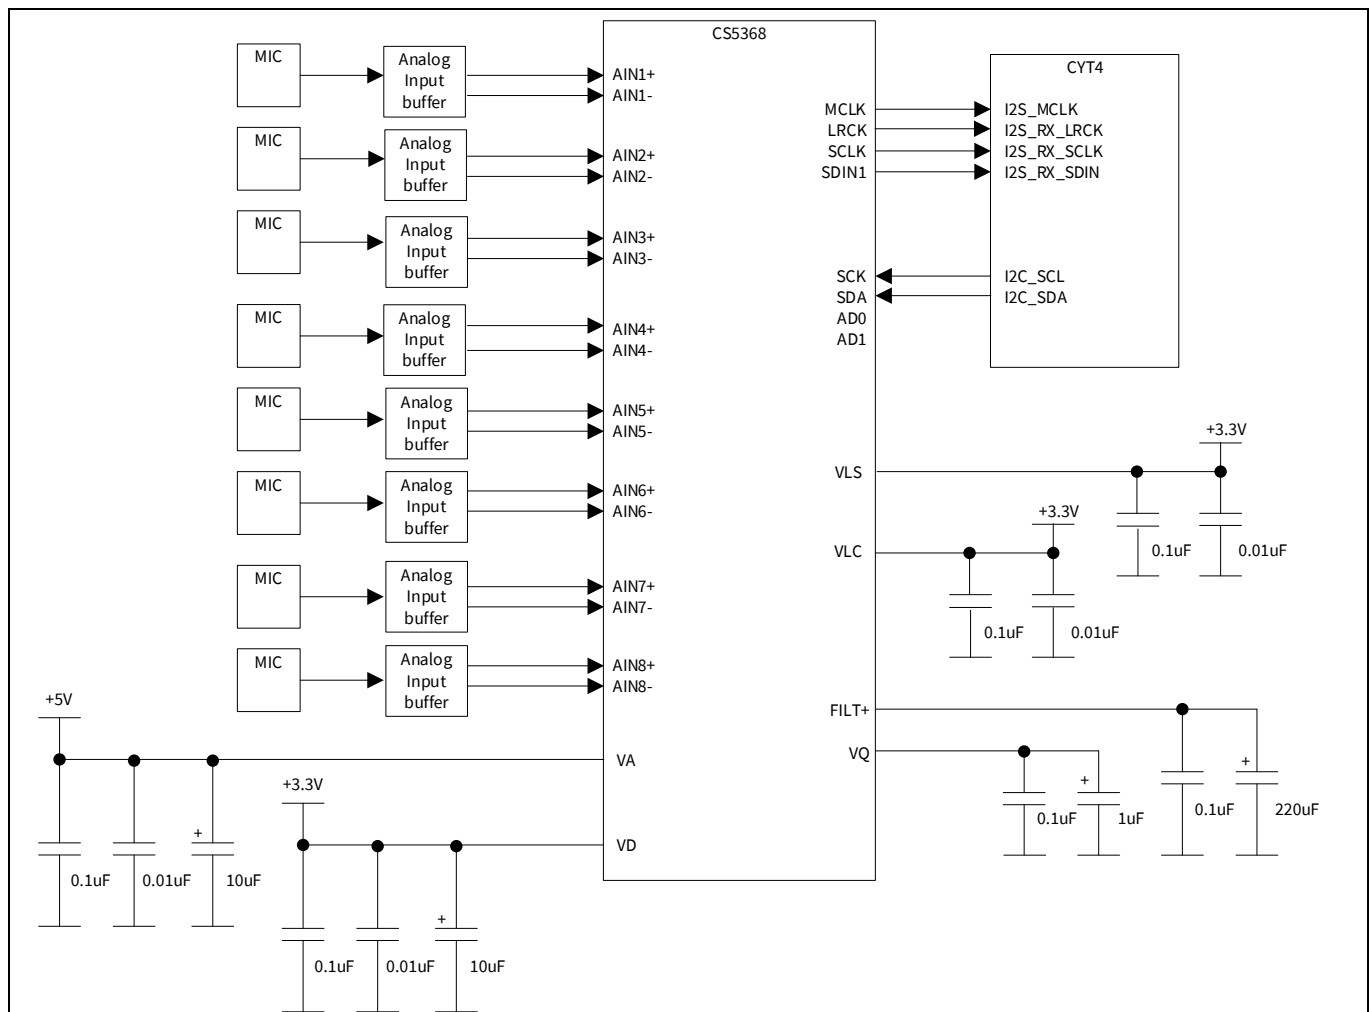 CS5368
MIC
Analog
Input
buffer
AIN1+
AIN1-
MIC
Analog
Input
buffer
AIN2+
AIN2-
MIC
Analog
Input
buffer
AIN3+
AIN3-
MIC
Analog
Input
buffer
AIN4+
AIN4-
MIC
Analog
Input
buffer
AIN5+
AIN5-
MIC
Analog
Input
buffer
AIN6+
AIN6-
MIC
Analog
Input
buffer
AIN7+
AIN7-
MIC
Analog
Input
buffer
AIN8+
AIN8-
CYT4
MCLK
I2S_MCLK
LRCK
I2S_RX_LRCK
SCLK
I2S_RX_SCLK
SDIN1
I2S_RX_SDIN
SCK
I2C_SCL
SDA
I2C_SDA
AD0
AD1
+3.3V
VLS
0.1uF
0.01uF
+3.3V
VLC
0.1uF
0.01uF
FILT+
+
0.1uF
220uF
VQ
+
0.1uF
1uF
+5V
VA
+
0.1uF
0.01uF
10uF
+3.3V
VD
+
0.1uF
0.01uF
10uF